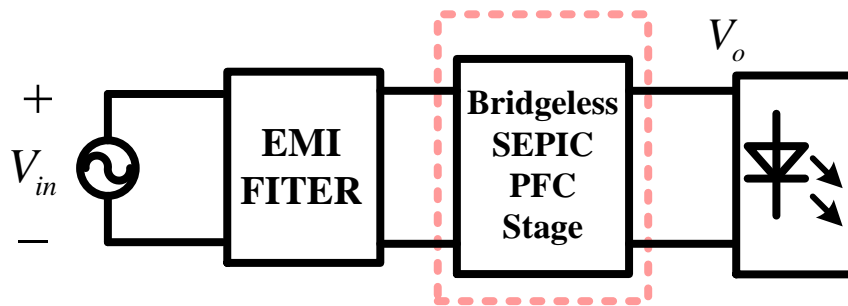 +
V_in
−
EMI
FITER
Bridgeless
SEPIC
PFC
Stage
V_o